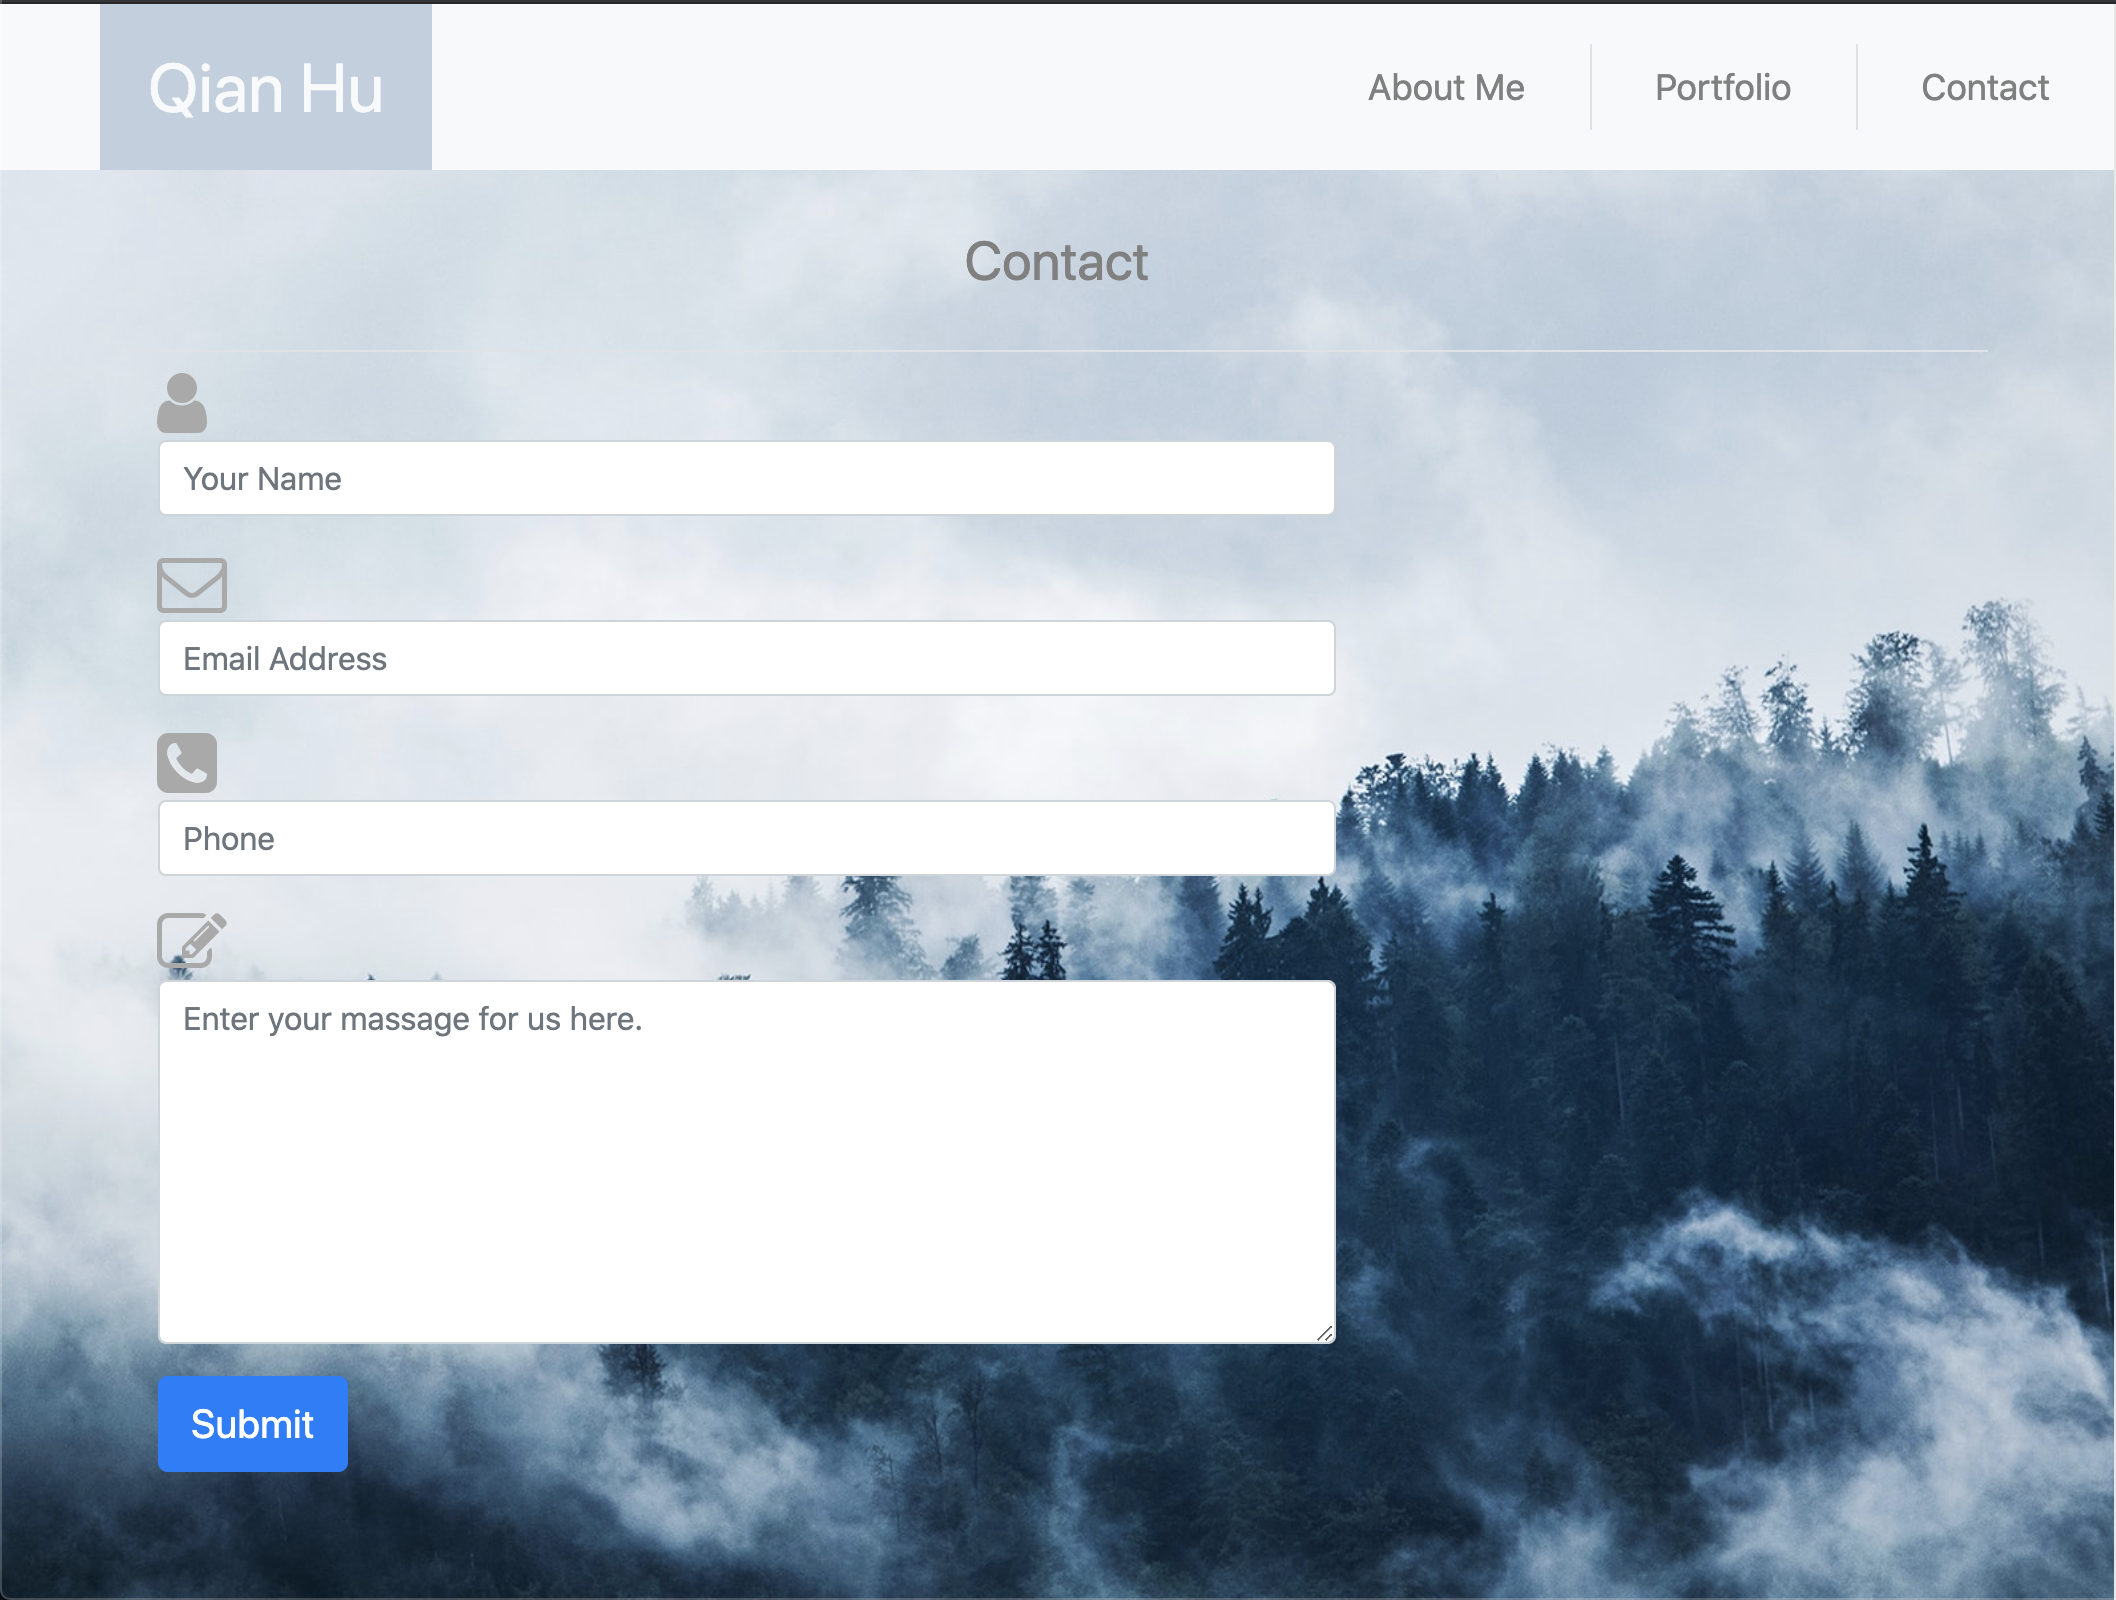 Qian Hu
About Me
Portfolio
Contact
Contact
Your Name
Email Address
Phone
Enter your massage for us here.
Submit